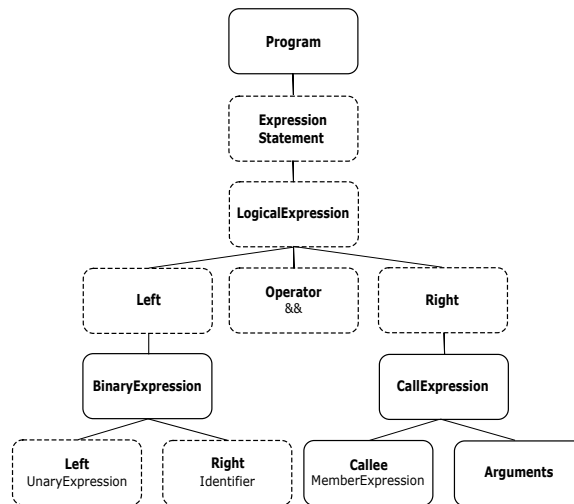 Program
Expression
Statement
LogicalExpression
Left
Operator
&&
Right
BinaryExpression
CallExpression
Left
UnaryExpression
Right
Identifier
Callee
MemberExpression
Arguments